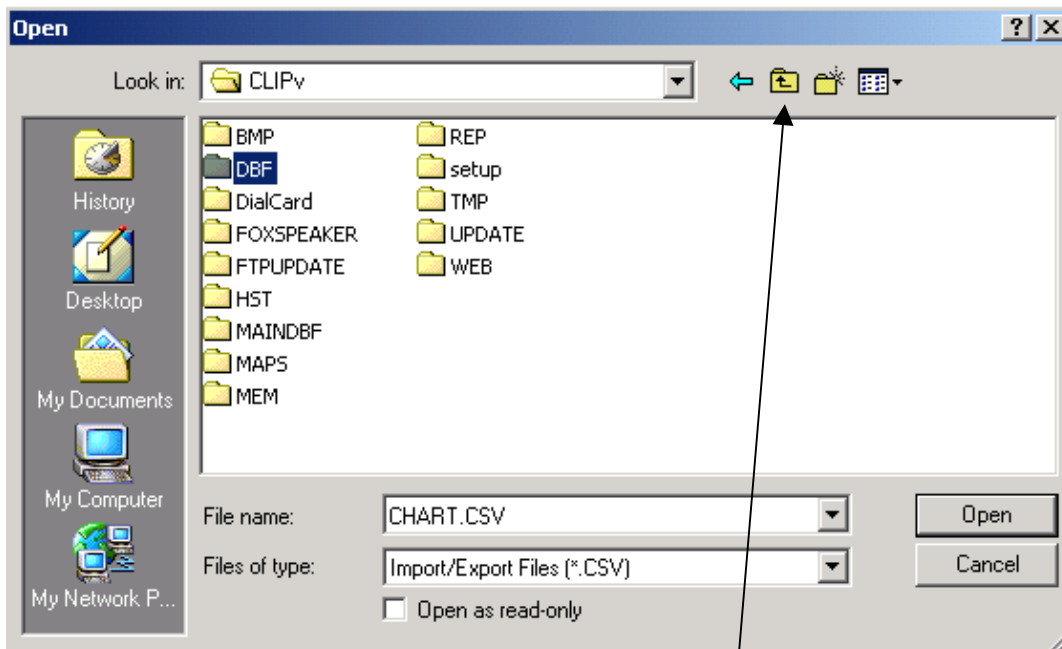 Open
Look in: CLIPv
History
Desktop
My Documents
My Computer
My Network P...
BMP
DBF
DialCard
FOXSPEAKER
FTPUPDATE
HST
MAINDBF
MAPS
MEM
REP
setup
TMP
UPDATE
WEB
File name: CHART.CSV Open
Files of type: Import/Export Files (*.CSV) Cancel
Open as read-only